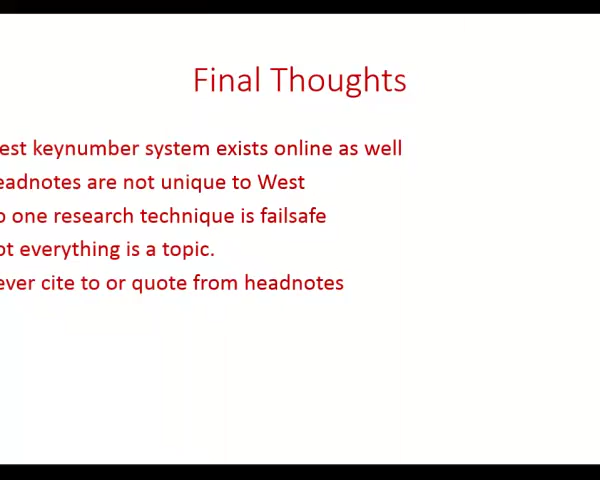 Final Thoughts
est keynumber system exists online as well
eadnotes are not unique to West
o one research technique is failsafe
ot everything is a topic.
ever cite to or quote from headnotes